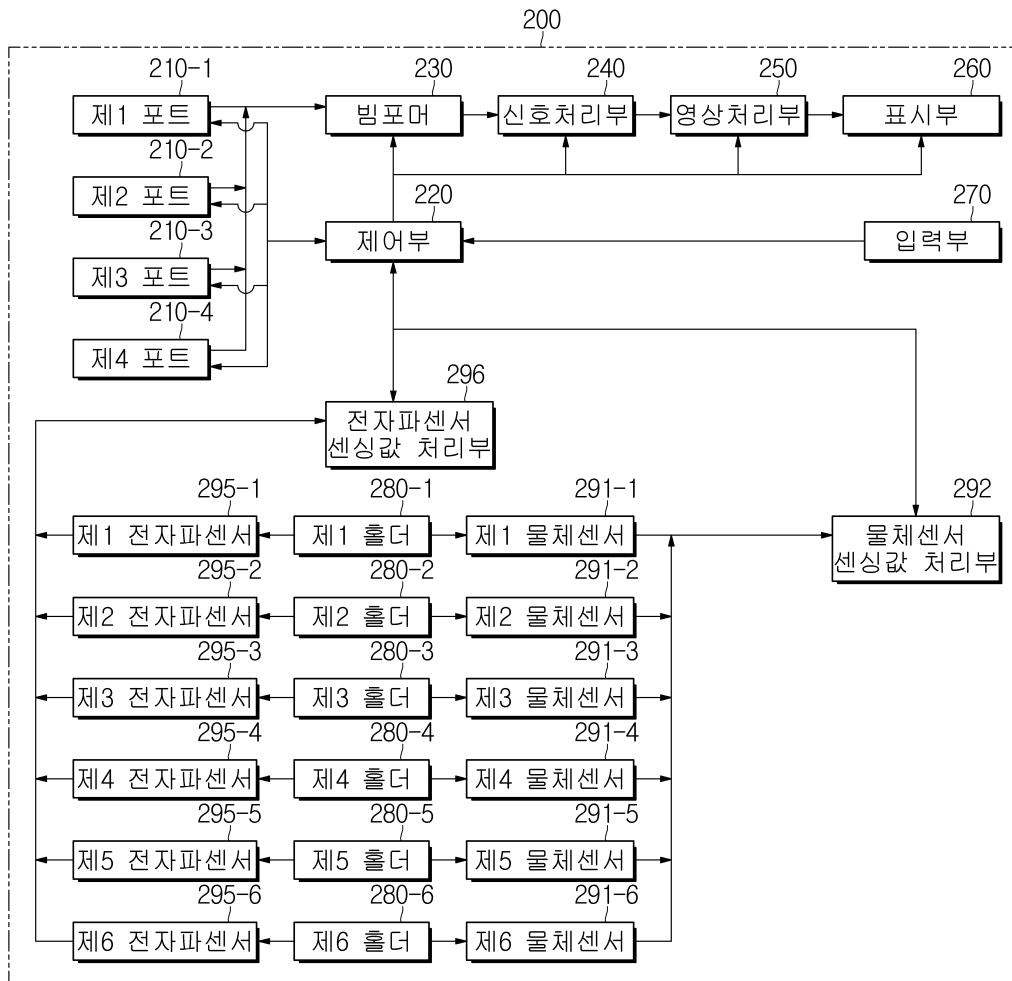 200
210-1
230
240
250
260
제1 포트
빔포머
신호처리부
영상처리부
표시부
210-2
제2 포트
220
270
210-3
제어부
입력부
제3 포트
210-4
제4 포트
296
전자파센서
센싱값 처리부
295-1
280-1
291-1
292
제1 전자파센서
제1 홀더
제1 물체센서
물체센서
센싱값 처리부
295-2
280-2
291-2
제2 전자파센서
제2 홀더
제2 물체센서
295-3
280-3
291-3
제3 전자파센서
제3 홀더
제3 물체센서
295-4
280-4
291-4
제4 전자파센서
제4 홀더
제4 물체센서
295-5
280-5
291-5
제5 전자파센서
제5 홀더
제5 물체센서
295-6
280-6
291-6
제6 전자파센서
제6 홀더
제6 물체센서